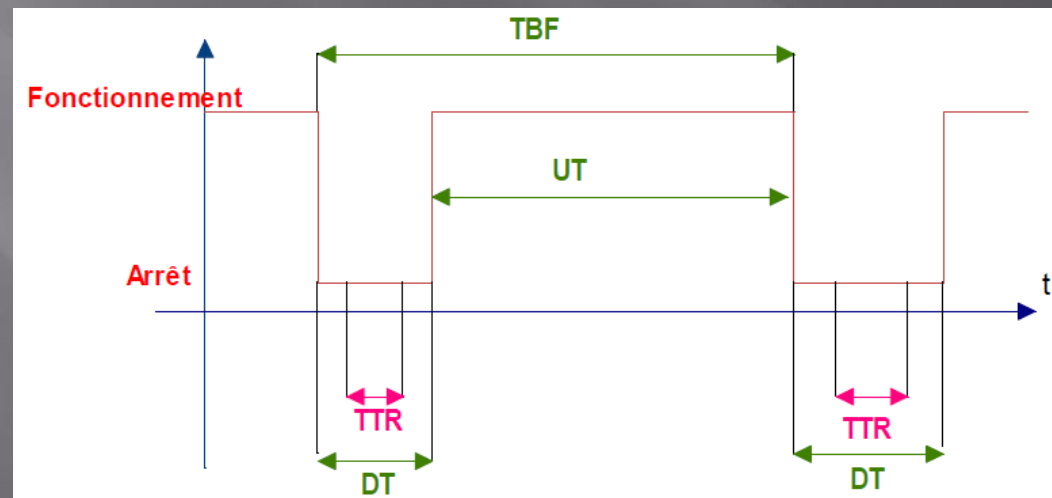 TBF
Fonctionnement
UT
Arrêt
t
TTR
TTR
DT
DT